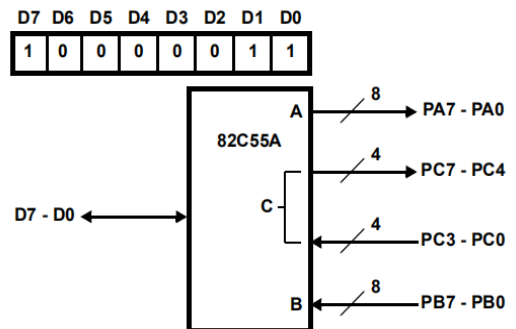 D7 D6 D5 D4 D3 D2 D1 D0
1 0 0 0 0 0 1 1
A 8 PA7 - PA0
82C55A
4 PC7 - PC4
C
D7 - D0
4 PC3 - PC0
B 8 PB7 - PB0